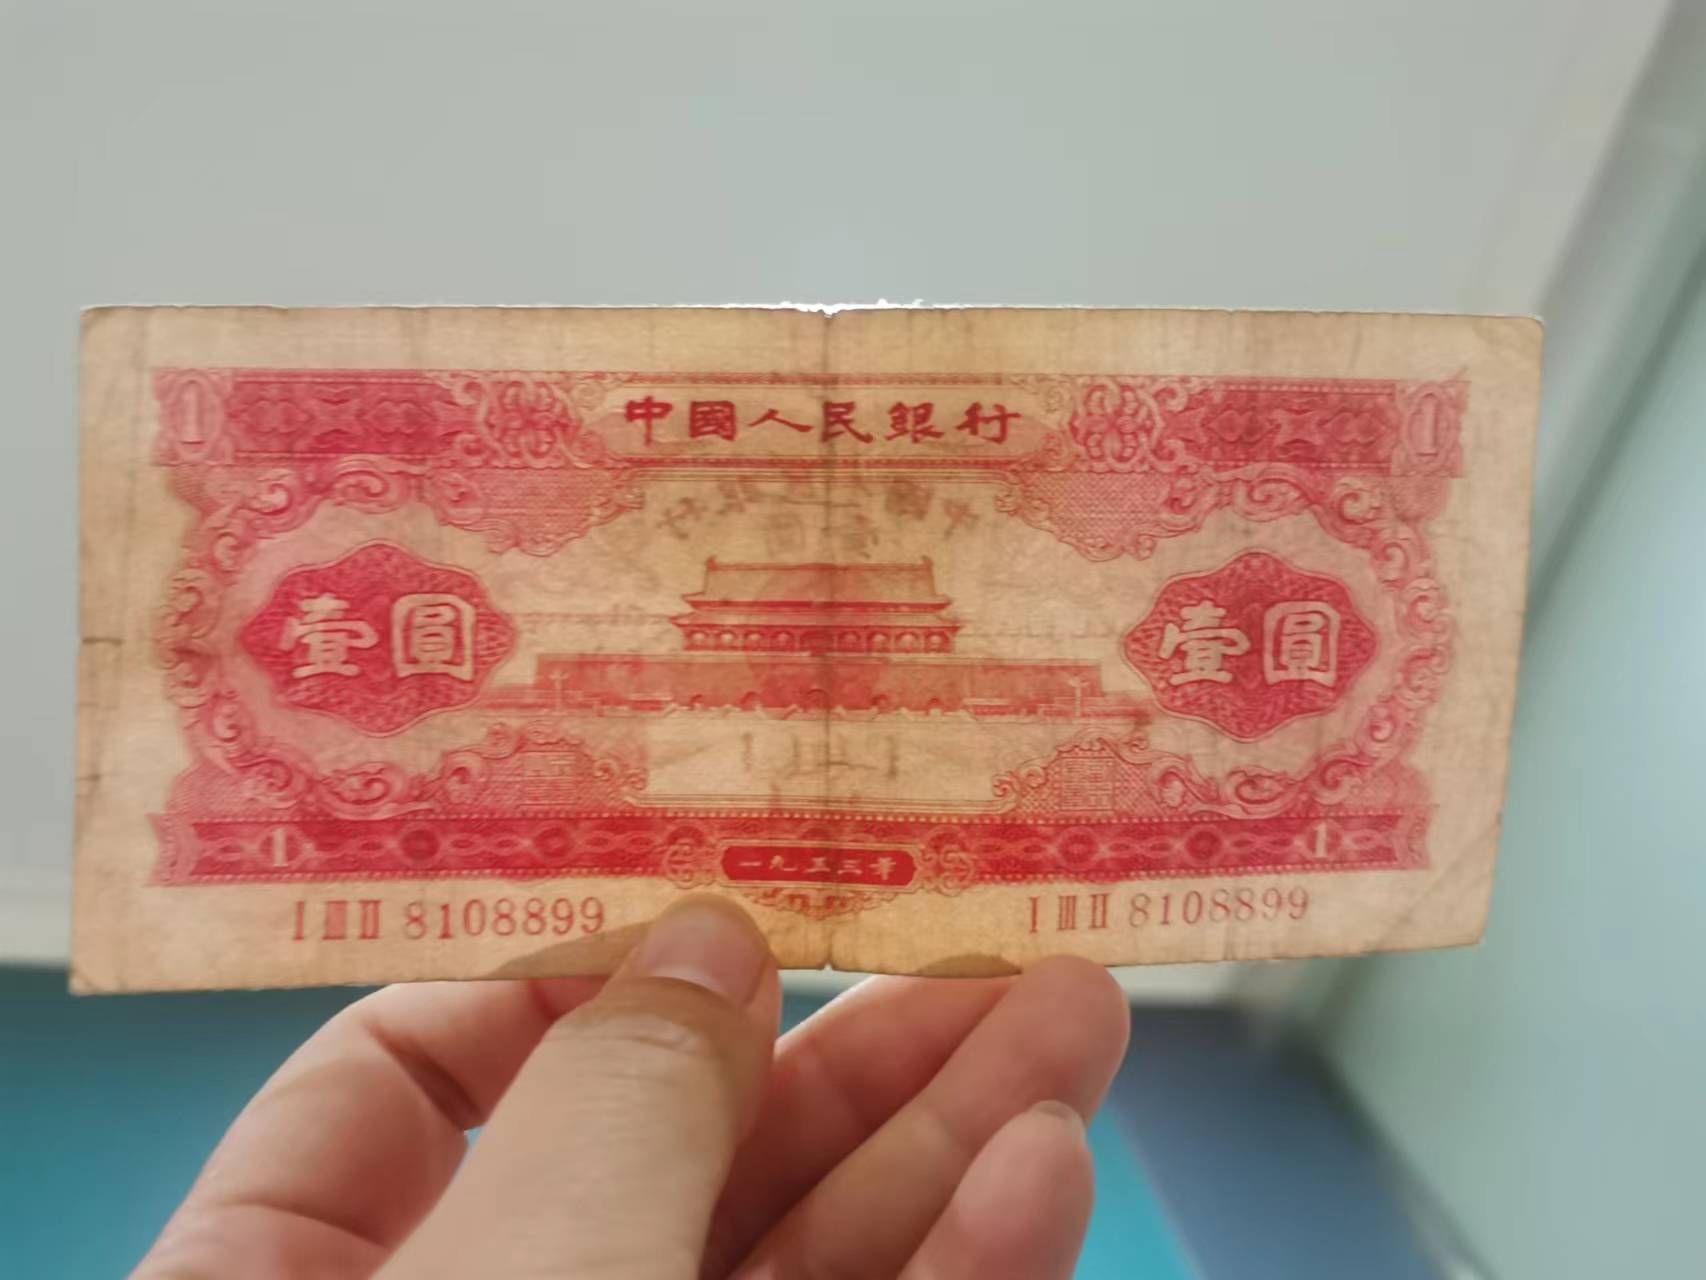 1 中國人民銀行 1
壹圓 壹圓
1 一九五三年 1
I III II 8108899 I III II 8108899